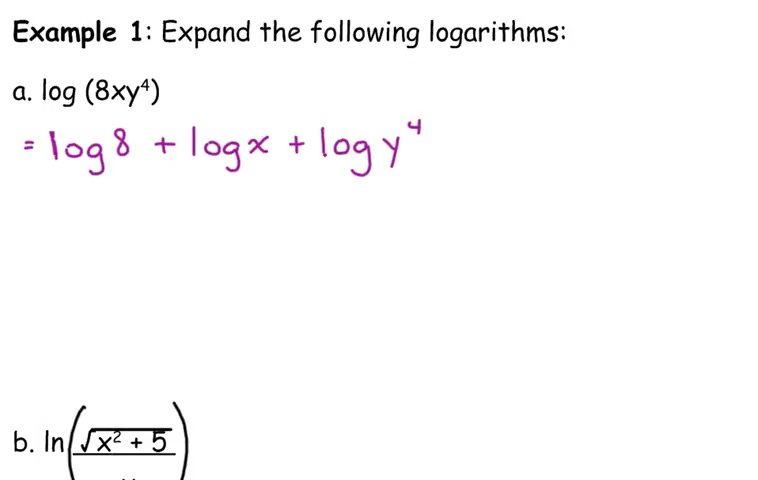 Example 1: Expand the following logarithms:
a. log (8xy⁴)
= log 8 + log x + log y⁴
b. ln(√x² + 5